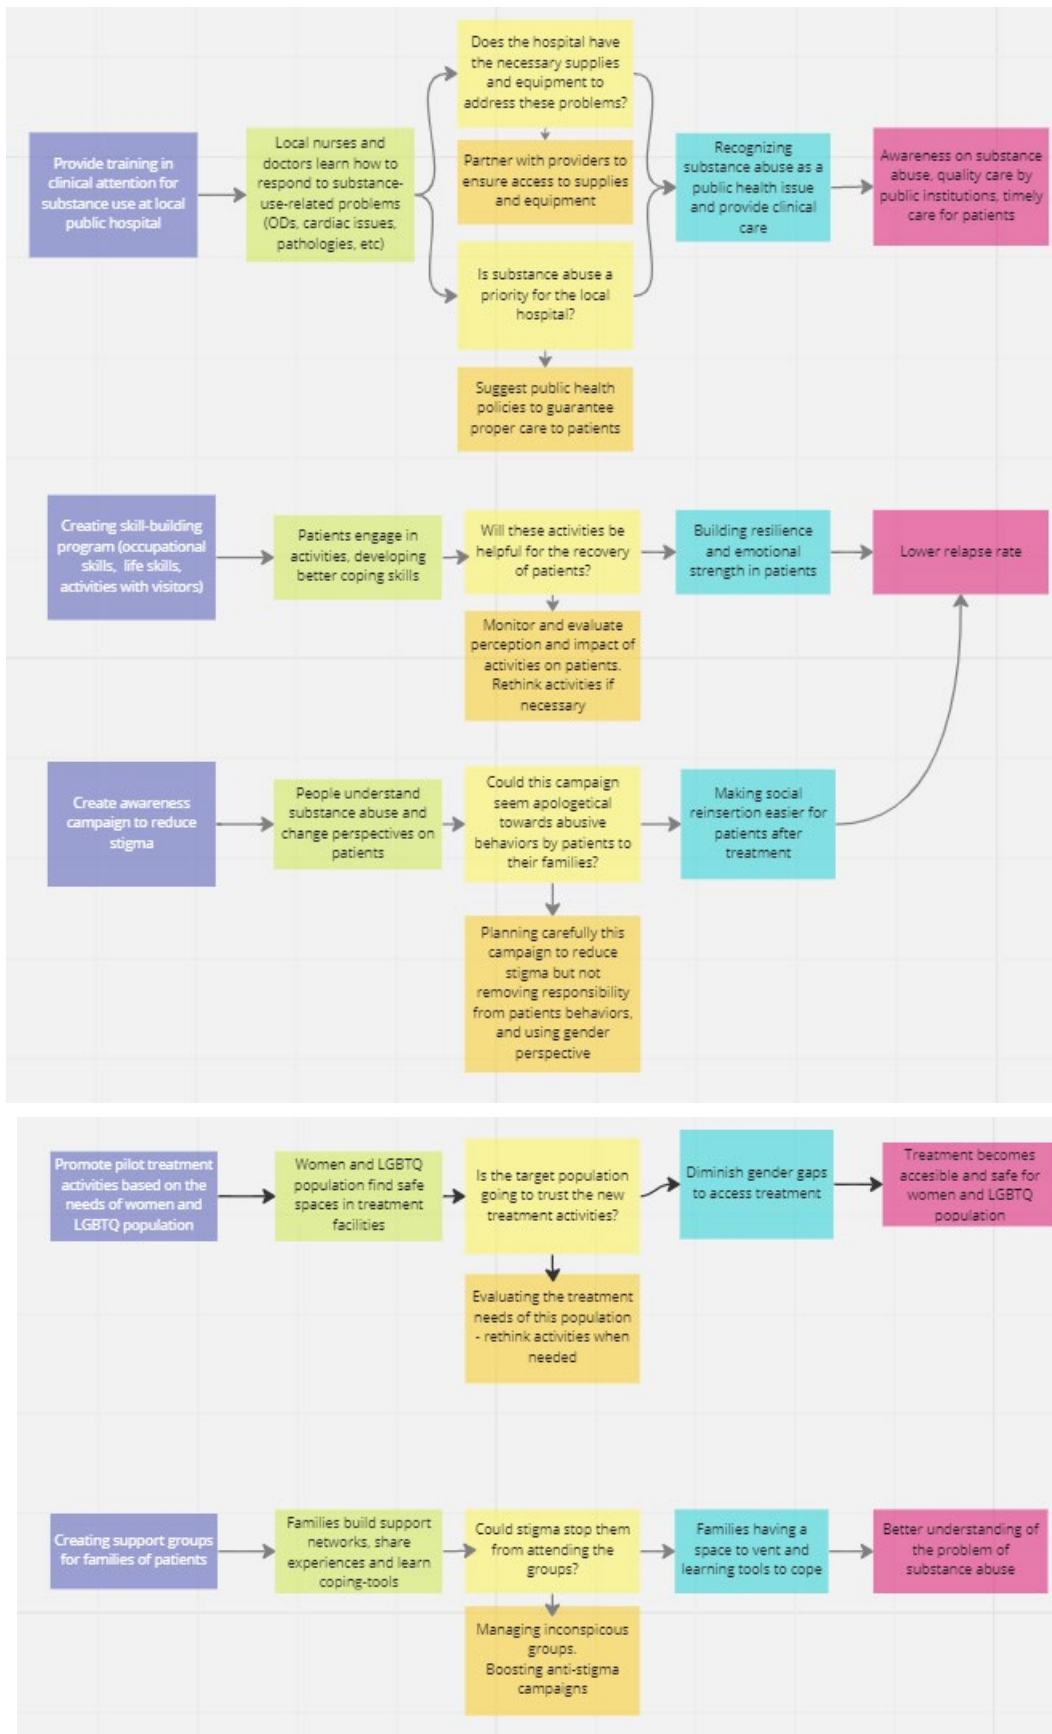 Does the hospital have
the necessary supplies
and equipment to
address these problems?
Provide training in
clinical attention for
substance use at local
public hospital
Local nurses and
doctors learn how to
respond to substance-
use-related problems
(ODs, cardiac issues,
pathologies, etc)
Partner with providers to
ensure access to supplies
and equipment
Recognizing
substance abuse as a
public health issue
and provide clinical
care
Awareness on substance
abuse, quality care by
public institutions, timely
care for patients
Is substance abuse a
priority for the local
hospital?
Suggest public health
policies to guarantee
proper care to patients
Creating skill-building
program (occupational
skills, life skills,
activities with visitors)
Patients engage in
activities, developing
better coping skills
Will these activities be
helpful for the recovery
of patients?
Building resilience
and emotional
strength in patients
Lower relapse rate
Monitor and evaluate
perception and impact of
activities on patients.
Rethink activities if
necessary
Create awareness
campaign to reduce
stigma
People understand
substance abuse and
change perspectives on
patients
Could this campaign
seem apologetical
towards abusive
behaviors by patients to
their families?
Making social
reinsertion easier for
patients after
treatment
Planning carefully this
campaign to reduce
stigma but not
removing responsibility
from patients behaviors,
and using gender
perspective
Promote pilot treatment
activities based on the
needs of women and
LGBTQ population
Women and LGBTQ
population find safe
spaces in treatment
facilities
Is the target population
going to trust the new
treatment activities?
Diminish gender gaps
to access treatment
Treatment becomes
accesible and safe for
women and LGBTQ
population
Evaluating the treatment
needs of this population
- rethink activities when
needed
Creating support groups
for families of patients
Families build support
networks, share
experiences and learn
coping-tools
Could stigma stop them
from attending the
groups?
Families having a
space to vent and
learning tools to cope
Better understanding of
the problem of
substance abuse
Managing inconspicous
groups.
Boosting anti-stigma
campaigns